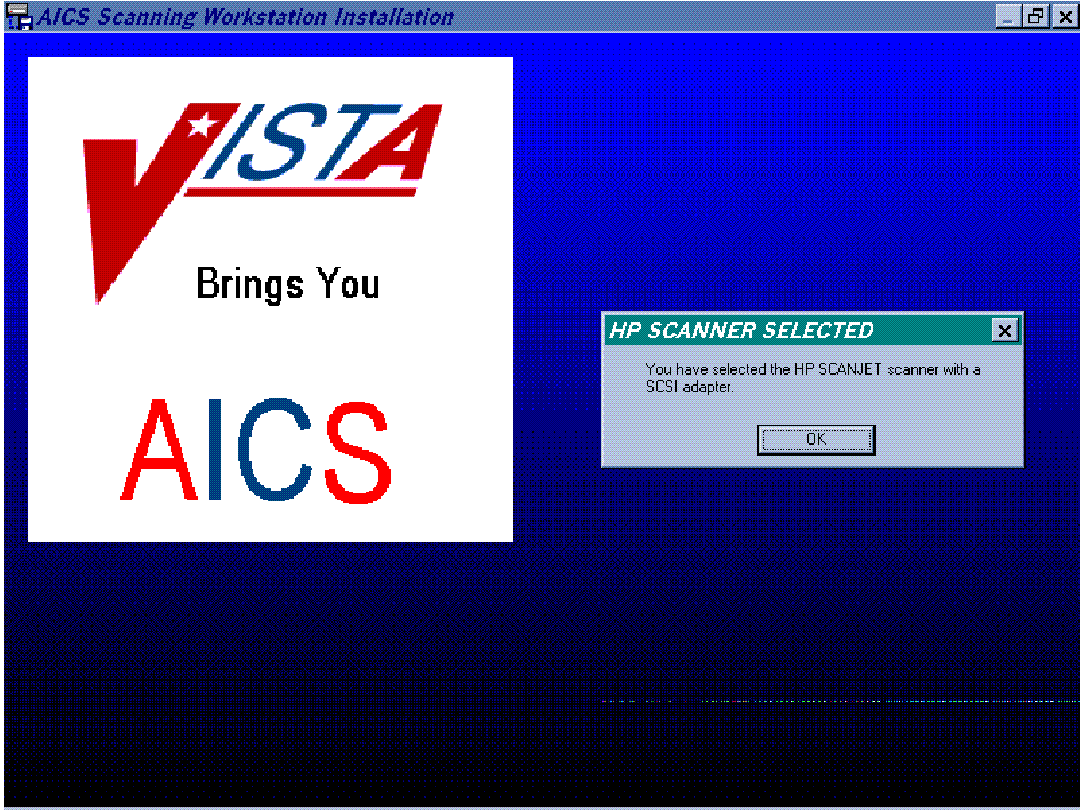 AICS Scanning Workstation Installation
VISTA
Brings You
AICS
HP SCANNER SELECTED
You have selected the HP SCANJET scanner with a
SCSI adapter.
OK